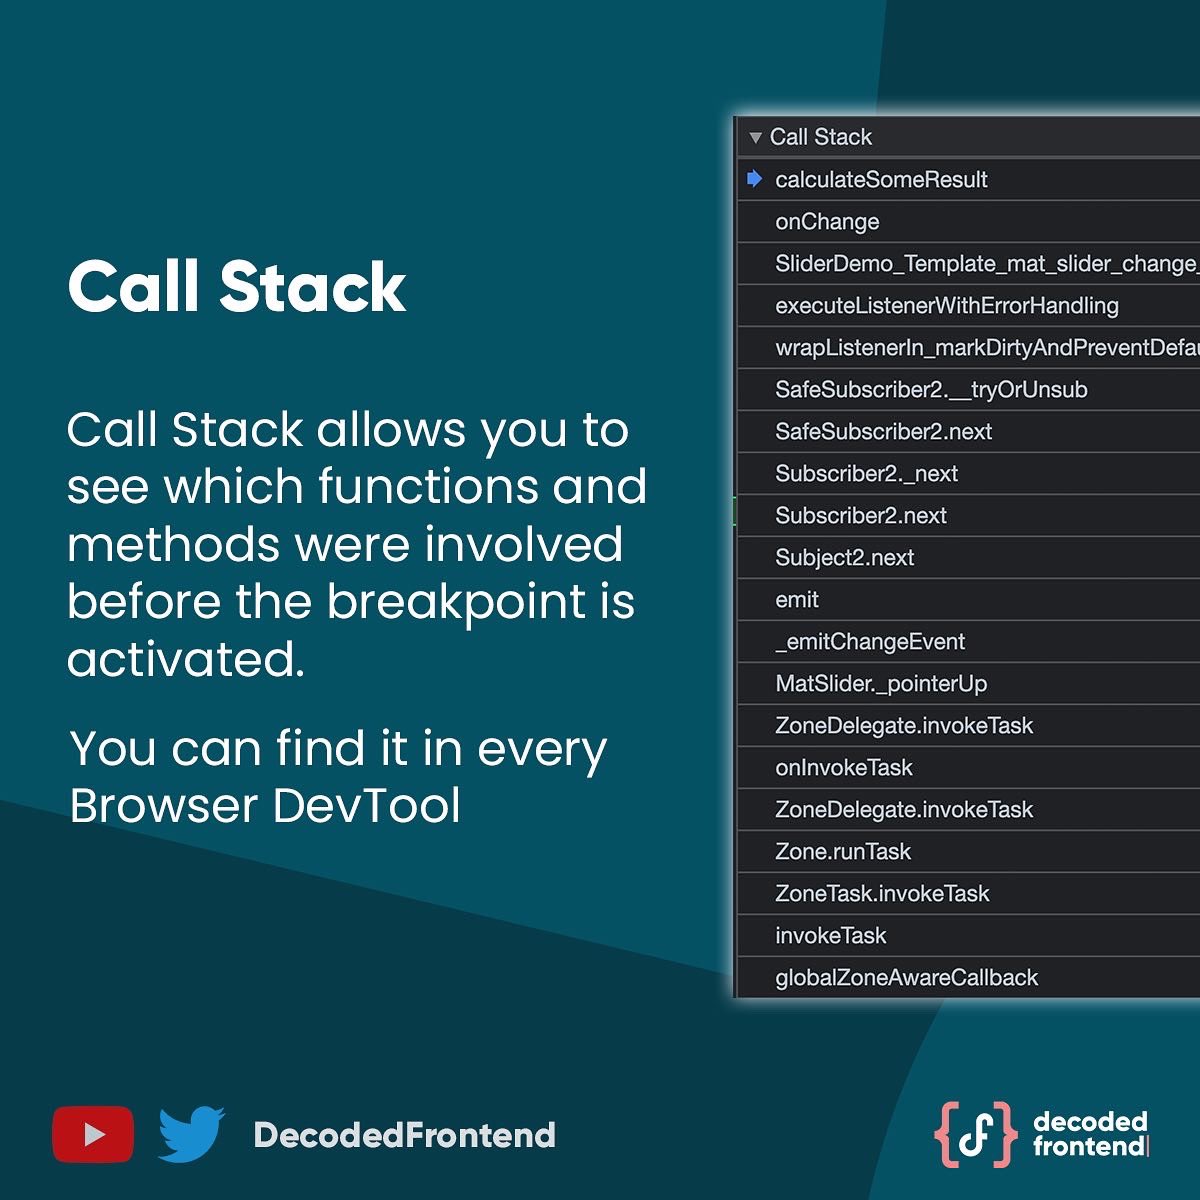 Call Stack
Call Stack allows you to
see which functions and
methods were involved
before the breakpoint is
activated.
You can find it in every
Browser DevTool
Call Stack
calculateSomeResult
onChange
SliderDemo_Template_mat_slider_change_
executeListenerWithErrorHandling
wrapListenerIn_markDirtyAndPreventDefau
SafeSubscriber2.__tryOrUnsub
SafeSubscriber2.next
Subscriber2._next
Subscriber2.next
Subject2.next
emit
_emitChangeEvent
MatSlider._pointerUp
ZoneDelegate.invokeTask
onInvokeTask
ZoneDelegate.invokeTask
Zone.runTask
ZoneTask.invokeTask
invokeTask
globalZoneAwareCallback
DecodedFrontend
{df} decoded
frontend|